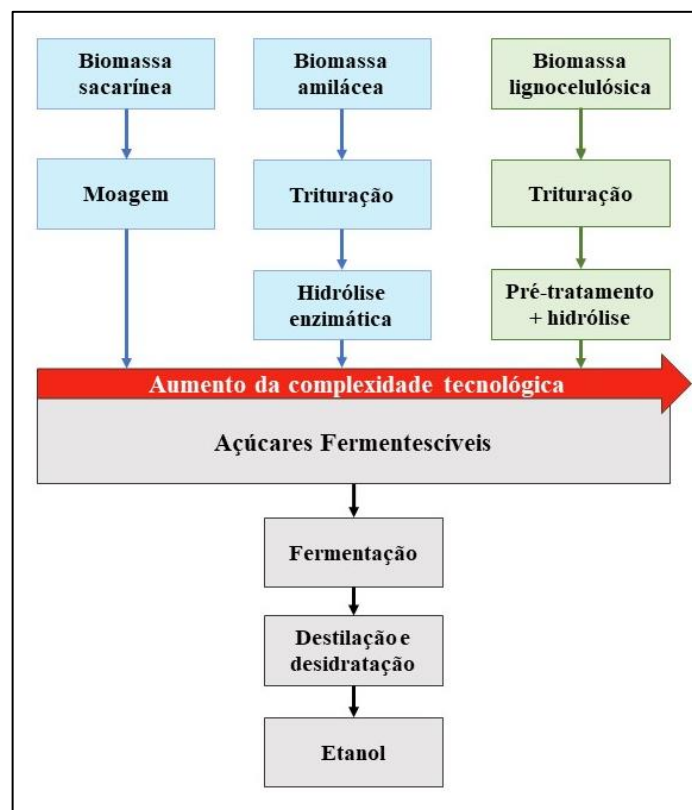 Biomassa
sacarínea
Biomassa
amilácea
Biomassa
lignocelulósica
Moagem
Trituração
Trituração
Hidrólise
enzimática
Pré-tratamento
+ hidrólise
Aumento da complexidade tecnológica
Açúcares Fermentescíveis
Fermentação
Destilação e
desidratação
Etanol